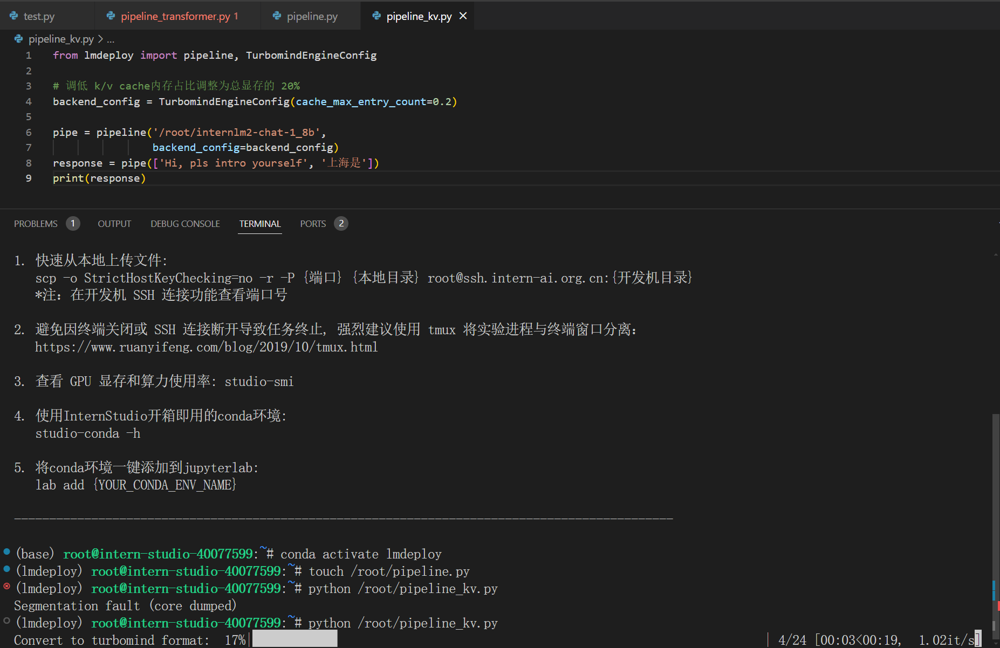 test.py pipeline_transformer.py 1 pipeline.py pipeline_kv.py ×
pipeline_kv.py > ...
1 from lmdeploy import pipeline, TurbomindEngineConfig
2
3 # 调低 k/v cache内存占比调整为总显存的 20%
4 backend_config = TurbomindEngineConfig(cache_max_entry_count=0.2)
5
6 pipe = pipeline('/root/internlm2-chat-1_8b',
7 backend_config=backend_config)
8 response = pipe(['Hi, pls intro yourself', '上海是'])
9 print(response)
PROBLEMS 1 OUTPUT DEBUG CONSOLE TERMINAL PORTS 2
1. 快速从本地上传文件:
scp -o StrictHostKeyChecking=no -r -P {端口} {本地目录} root@ssh.intern-ai.org.cn:{开发机目录}
*注: 在开发机 SSH 连接功能查看端口号
2. 避免因终端关闭或 SSH 连接断开导致任务终止, 强烈建议使用 tmux 将实验进程与终端窗口分离:
https://www.ruanyifeng.com/blog/2019/10/tmux.html
3. 查看 GPU 显存和算力使用率: studio-smi
4. 使用InternStudio开箱即用的conda环境:
studio-conda -h
5. 将conda环境一键添加到jupyterlab:
lab add {YOUR_CONDA_ENV_NAME}
----------------------------------------------------------------------------------------------
(base) root@intern-studio-40077599:~# conda activate lmdeploy
(lmdeploy) root@intern-studio-40077599:~# touch /root/pipeline.py
(lmdeploy) root@intern-studio-40077599:~# python /root/pipeline_kv.py
Segmentation fault (core dumped)
(lmdeploy) root@intern-studio-40077599:~# python /root/pipeline_kv.py
Convert to turbomind format: 17%| | 4/24 [00:03<00:19, 1.02it/s]